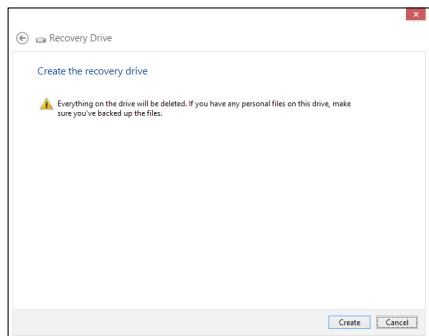 Recovery Drive
Create the recovery drive
Everything on the drive will be deleted. If you have any personal files on this drive, make
sure you've backed up the files.
Create Cancel